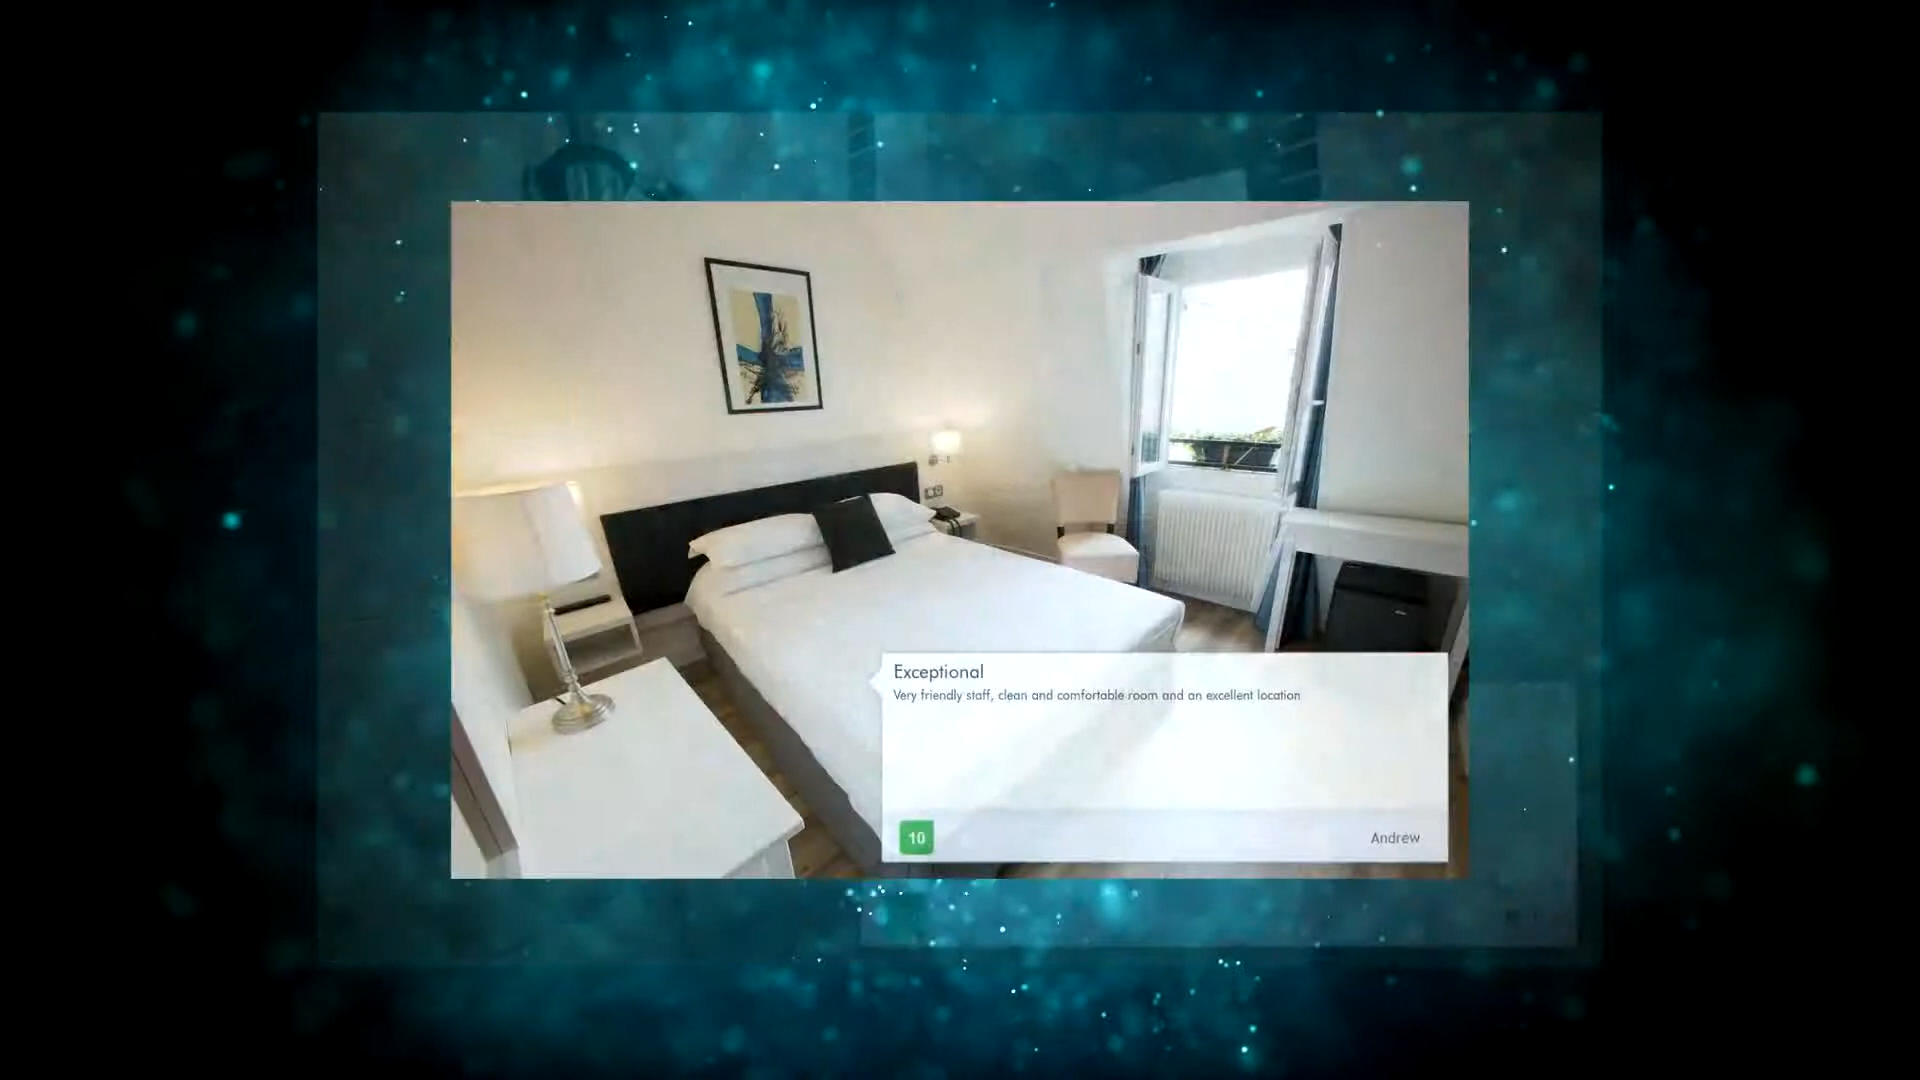 Exceptional
Very friendly staff, clean and comfortable room and an excellent location
10
Andrew